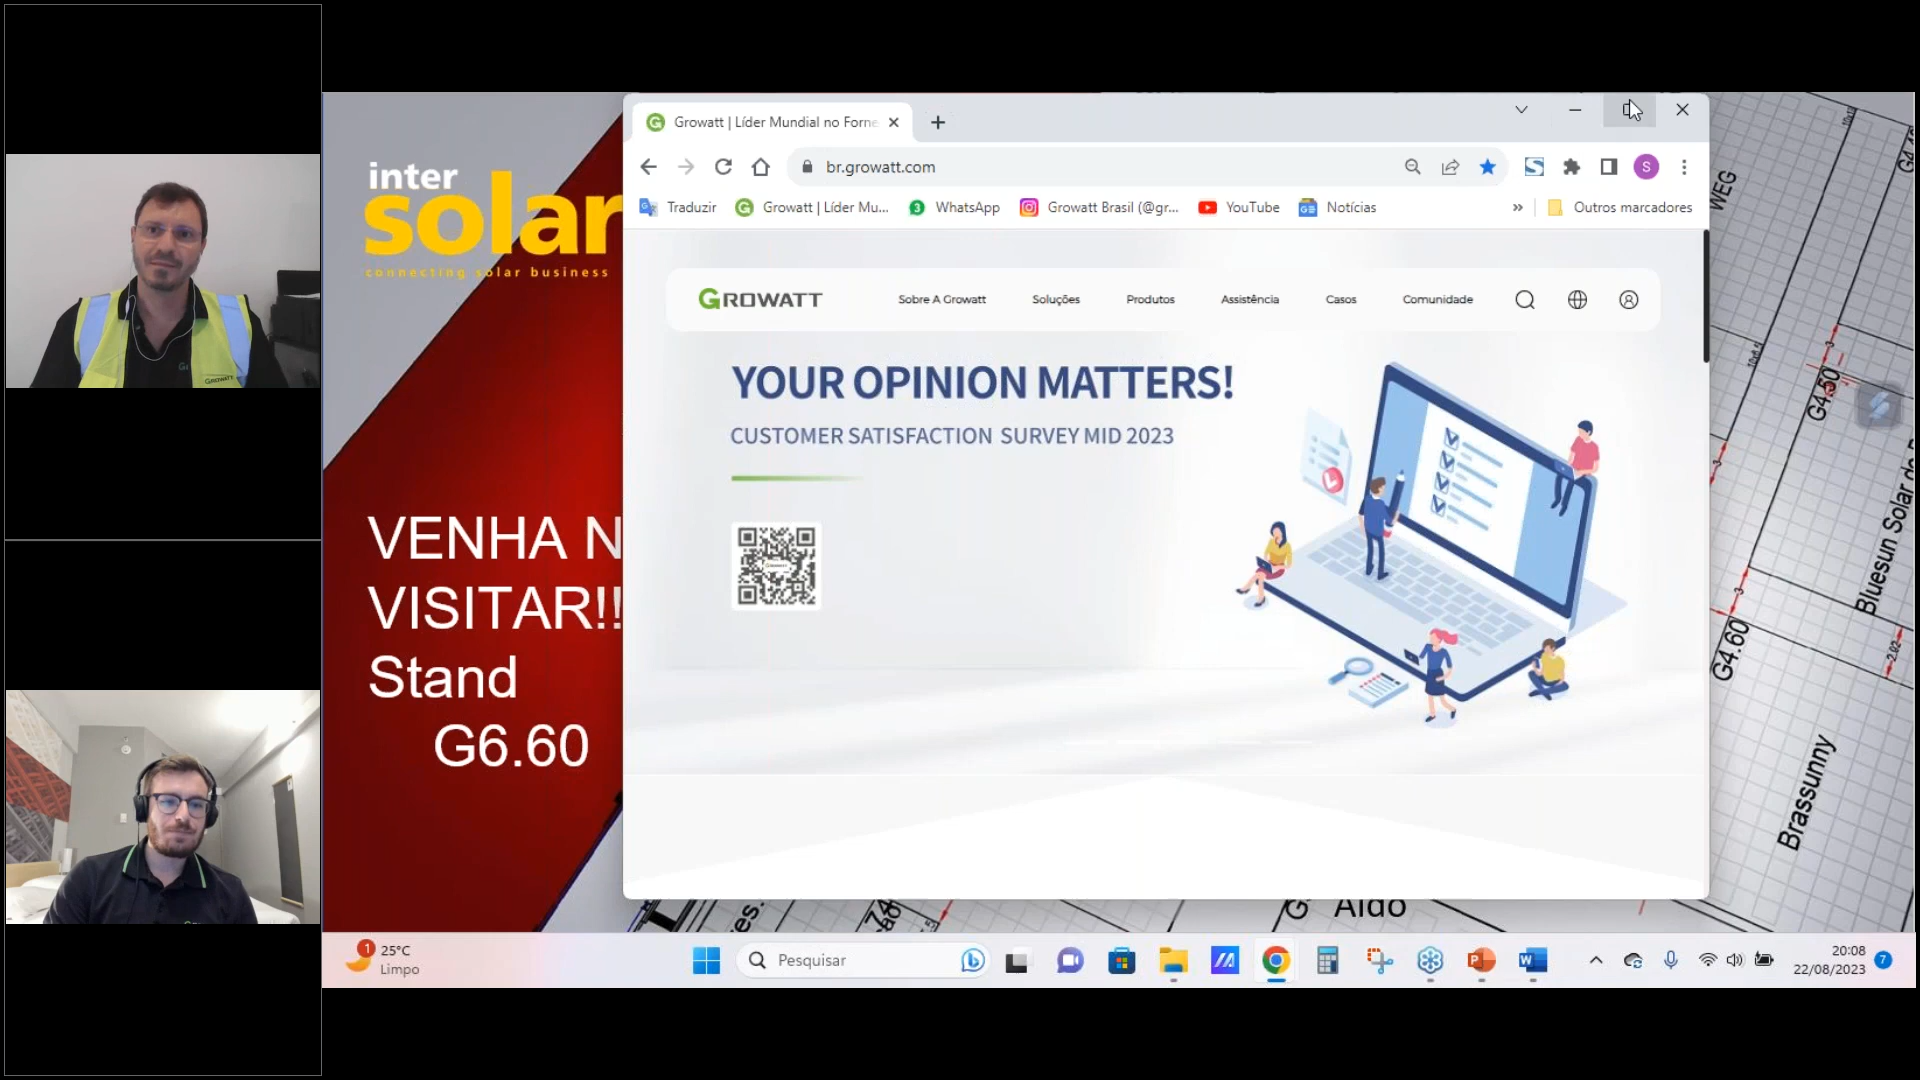 inter
solar
connecting solar business
VENHA N
VISITAR!!
Stand
G6.60
Growatt | Líder Mundial no Forne
br.growatt.com
S
Traduzir
Growatt | Líder Mu...
WhatsApp
Growatt Brasil (@gr...
YouTube
Notícias
»
Outros marcadores
GROWATT
Sobre A Growatt
Soluções
Produtos
Assistência
Casos
Comunidade
YOUR OPINION MATTERS!
CUSTOMER SATISFACTION SURVEY MID 2023
WEG
G4.50
G4.60
Brassunny
Aldo
GROWATT
1
25°C
Limpo
Pesquisar
20:08
22/08/2023
7